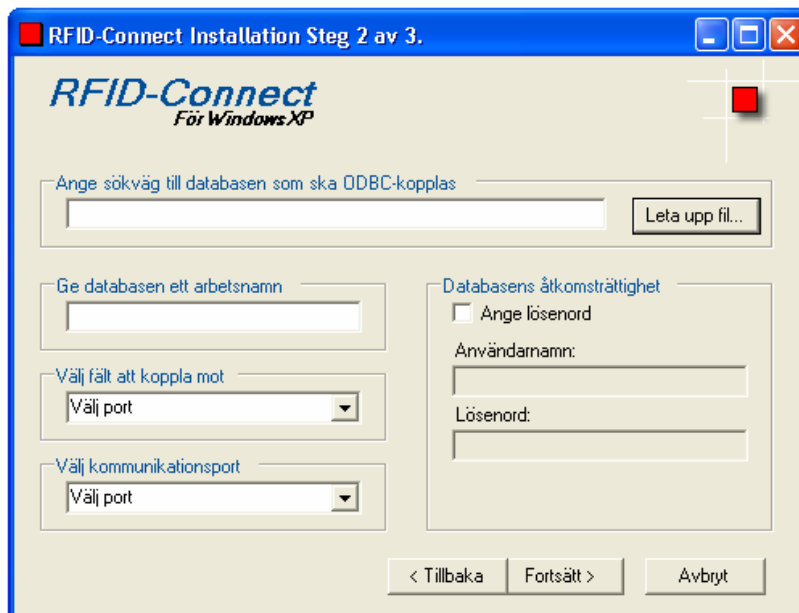 RFID-Connect Installation Steg 2 av 3.
RFID-Connect
För Windows XP
Ange sökväg till databasen som ska ODBC-kopplas
Leta upp fil...
Ge databasen ett arbetsnamn
Välj fält att koppla mot
Välj port
Välj kommunikationsport
Välj port
Databasens åtkomsträttighet
Ange lösenord
Användarnamn:
Lösenord:
< Tillbaka
Fortsätt >
Avbryt